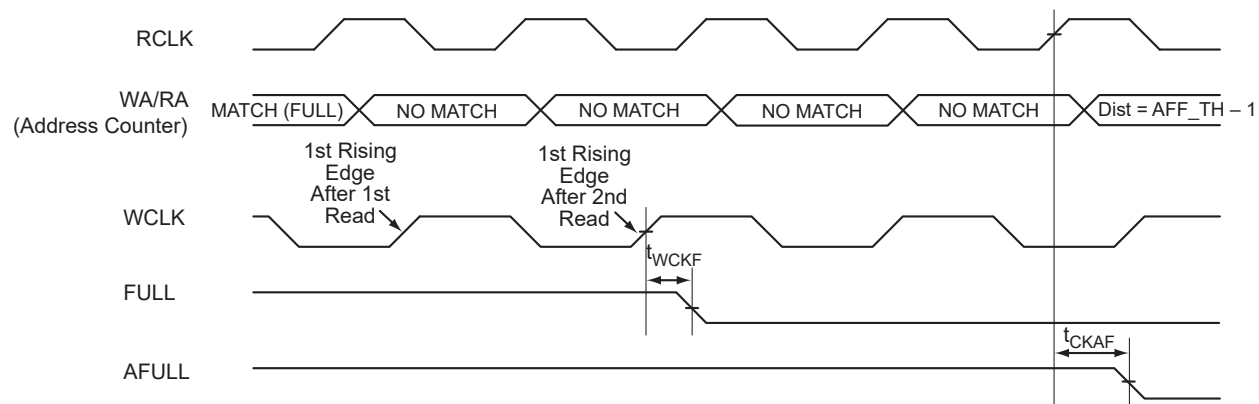 RCLK
WA/RA
(Address Counter)
MATCH (FULL)
NO MATCH
NO MATCH
NO MATCH
NO MATCH
Dist = AFF_TH – 1
1st Rising
Edge
After 1st
Read
1st Rising
Edge
After 2nd
Read
WCLK
tWCKF
FULL
tCKAF
AFULL